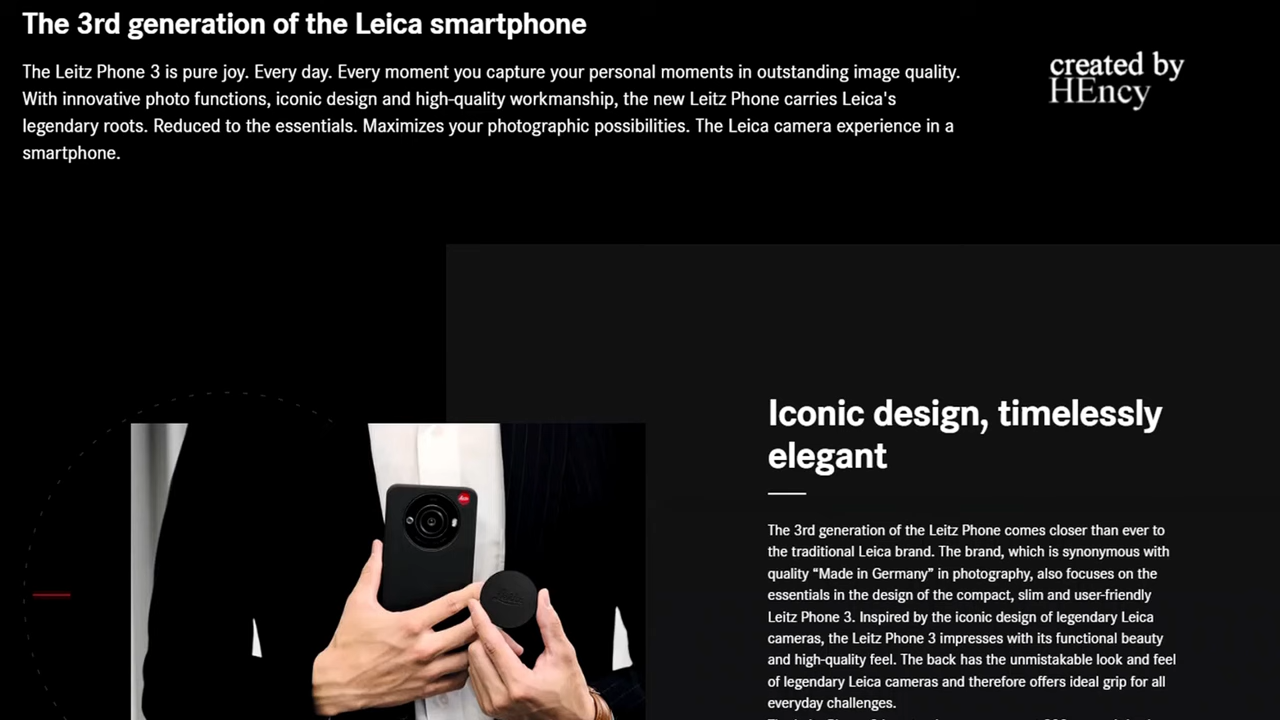 The 3rd generation of the Leica smartphone
The Leitz Phone 3 is pure joy. Every day. Every moment you capture your personal moments in outstanding image quality.
With innovative photo functions, iconic design and high-quality workmanship, the new Leitz Phone carries Leica's
legendary roots. Reduced to the essentials. Maximizes your photographic possibilities. The Leica camera experience in a
smartphone.
created by
HEncy
Iconic design, timelessly
elegant
The 3rd generation of the Leitz Phone comes closer than ever to
the traditional Leica brand. The brand, which is synonymous with
quality “Made in Germany” in photography, also focuses on the
essentials in the design of the compact, slim and user-friendly
Leitz Phone 3. Inspired by the iconic design of legendary Leica
cameras, the Leitz Phone 3 impresses with its functional beauty
and high-quality feel. The back has the unmistakable look and feel
of legendary Leica cameras and therefore offers ideal grip for all
everyday challenges.